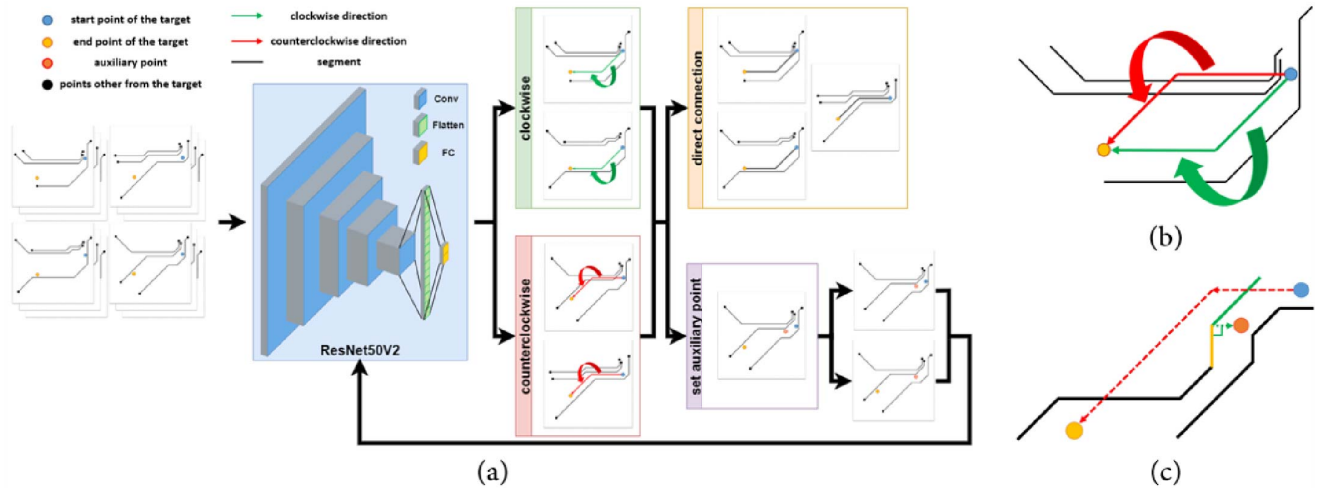 start point of the target
end point of the target
auxiliary point
points other from the target
clockwise direction
counterclockwise direction
segment
Conv
Flatten
FC
ResNet50V2
clockwise
counterclockwise
direct connection
set auxiliary point
(a)
(b)
(c)